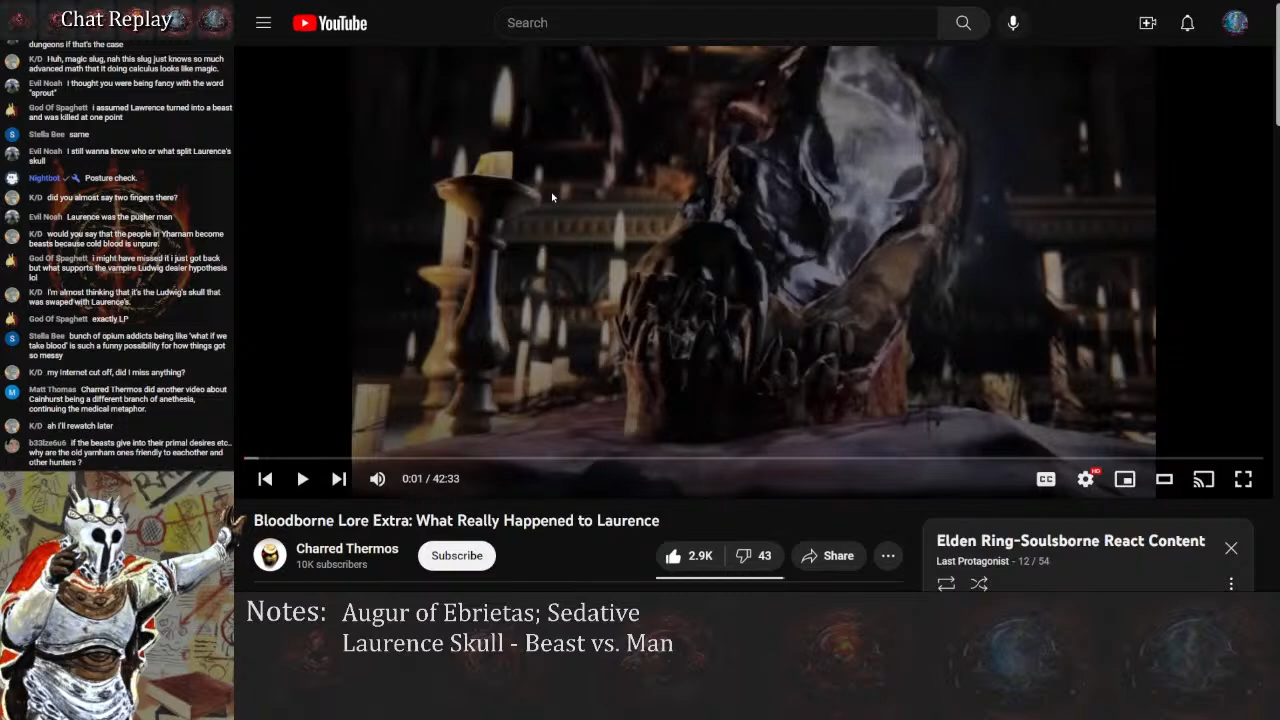 Chat Replay
dungeons if that's the case
K/D Huh, magic slug, nah this slug just knows so much
advanced math that it doing calculus looks like magic.
Evil Noah I thought you were being fancy with the word
"sprout"
God Of Spaghett i assumed Lawrence turned into a beast
and was killed at one point
Stella Bee same
Evil Noah I still wanna know who or what split Laurence's
skull
Nightbot Posture check.
K/D did you almost say two fingers there?
Evil Noah Laurence was the pusher man
K/D would you say that the people in Yharnam become
beasts because cold blood is unpure.
God Of Spaghett i might have missed it i just got back
but what supports the vampire Ludwig dealer hypothesis
lol
K/D I'm almost thinking that it's the Ludwig's skull that
was swaped with Laurence's.
God Of Spaghett exactly LP
Stella Bee bunch of opium addicts being like 'what if we
take blood' is such a funny possibility for how things got
so messy
K/D my Internet cut off, did I miss anything?
Matt Thomas Charred Thermos did another video about
Cainhurst being a different branch of anethesia,
continuing the medical metaphor.
K/D ah I'll rewatch later
b33lze6u6 if the beasts give into their primal desires etc..
why are the old yarnham ones friendly to eachother and
other hunters ?
YouTube
Search
0:01 / 42:33
CC
HD
Bloodborne Lore Extra: What Really Happened to Laurence
Charred Thermos
10K subscribers
Subscribe
2.9K
43
Share
Elden Ring-Soulsborne React Content
Last Protagonist - 12 / 54
Notes: Augur of Ebrietas; Sedative
Laurence Skull - Beast vs. Man